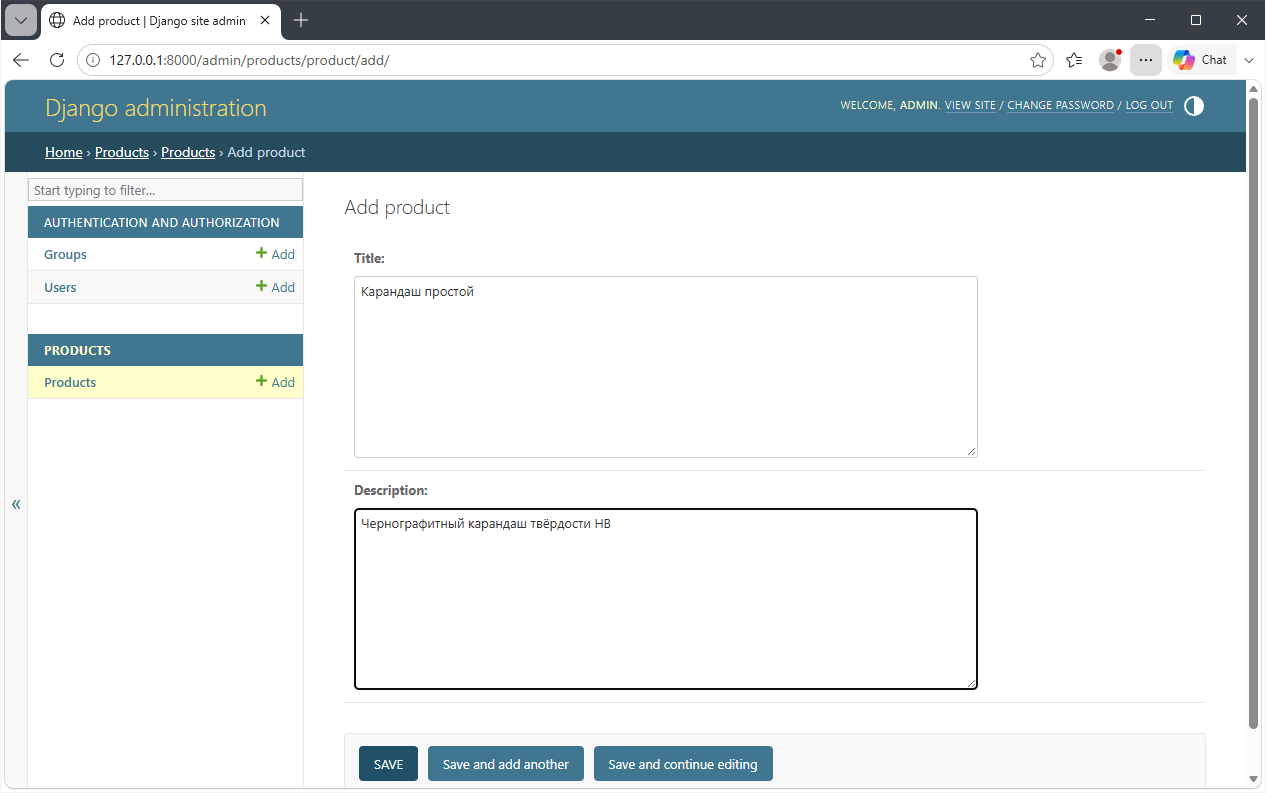 Add product | Django site admin
127.0.0.1:8000/admin/products/product/add/
Chat
Django administration
WELCOME, ADMIN. VIEW SITE / CHANGE PASSWORD / LOG OUT
Home › Products › Products › Add product
Start typing to filter...
AUTHENTICATION AND AUTHORIZATION
Groups + Add
Users + Add
PRODUCTS
Products + Add
«
Add product
Title:
Карандаш простой
Description:
Чернографитный карандаш твёрдости HB
SAVE
Save and add another
Save and continue editing